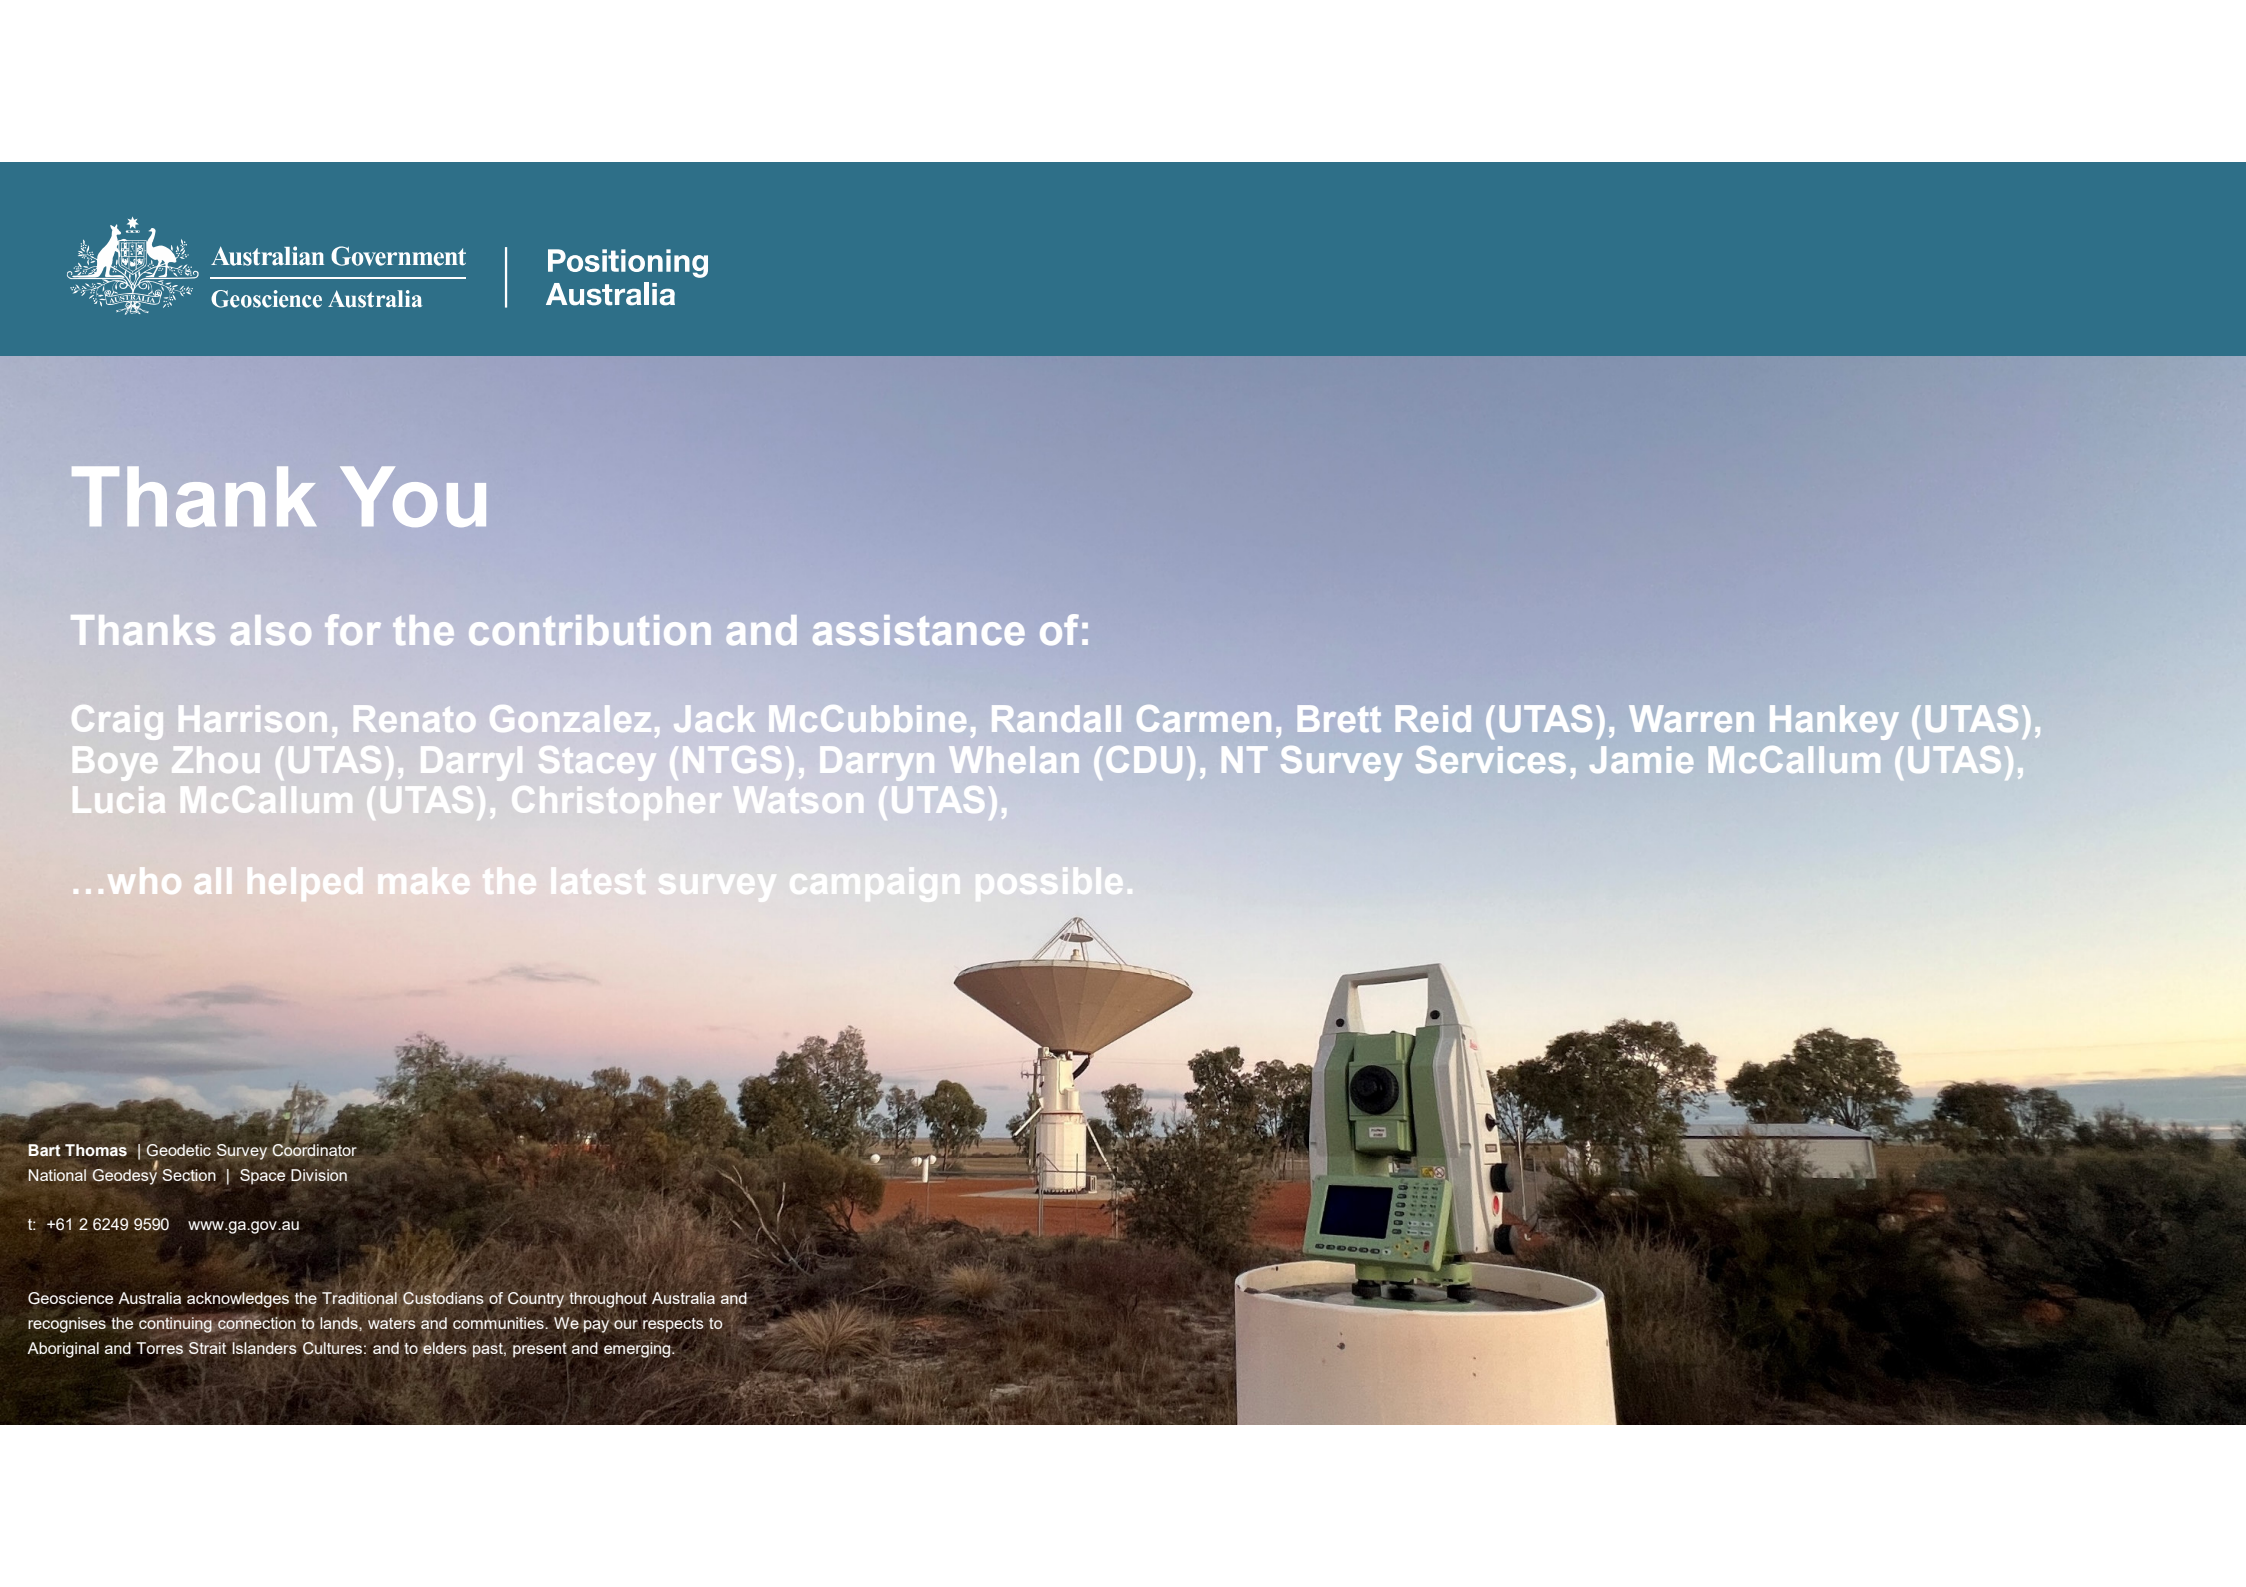 AUSTRALIA
Australian Government
Geoscience Australia
Positioning
Australia
Thank You
Thanks also for the contribution and assistance of:
Craig Harrison, Renato Gonzalez, Jack McCubbine, Randall Carmen, Brett Reid (UTAS), Warren Hankey (UTAS),
Boye Zhou (UTAS), Darryl Stacey (NTGS), Darryn Whelan (CDU), NT Survey Services, Jamie McCallum (UTAS),
Lucia McCallum (UTAS), Christopher Watson (UTAS),
…who all helped make the latest survey campaign possible.
Bart Thomas | Geodetic Survey Coordinator
National Geodesy Section | Space Division
t: +61 2 6249 9590 www.ga.gov.au
Geoscience Australia acknowledges the Traditional Custodians of Country throughout Australia and
recognises the continuing connection to lands, waters and communities. We pay our respects to
Aboriginal and Torres Strait Islanders Cultures: and to elders past, present and emerging.